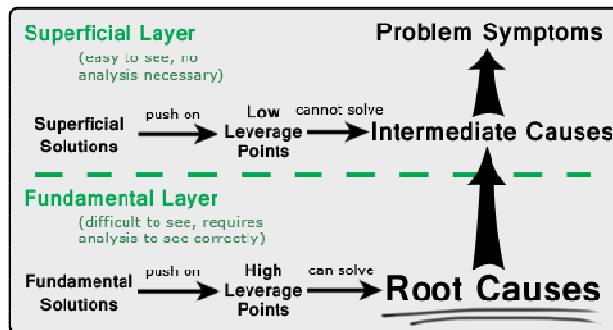 Superficial Layer
(easy to see, no
analysis necessary)
Problem Symptoms
Superficial
Solutions
push on
Low
Leverage
Points
cannot solve
Intermediate Causes
Fundamental Layer
(difficult to see, requires
analysis to see correctly)
Fundamental
Solutions
push on
High
Leverage
Points
can solve
Root Causes